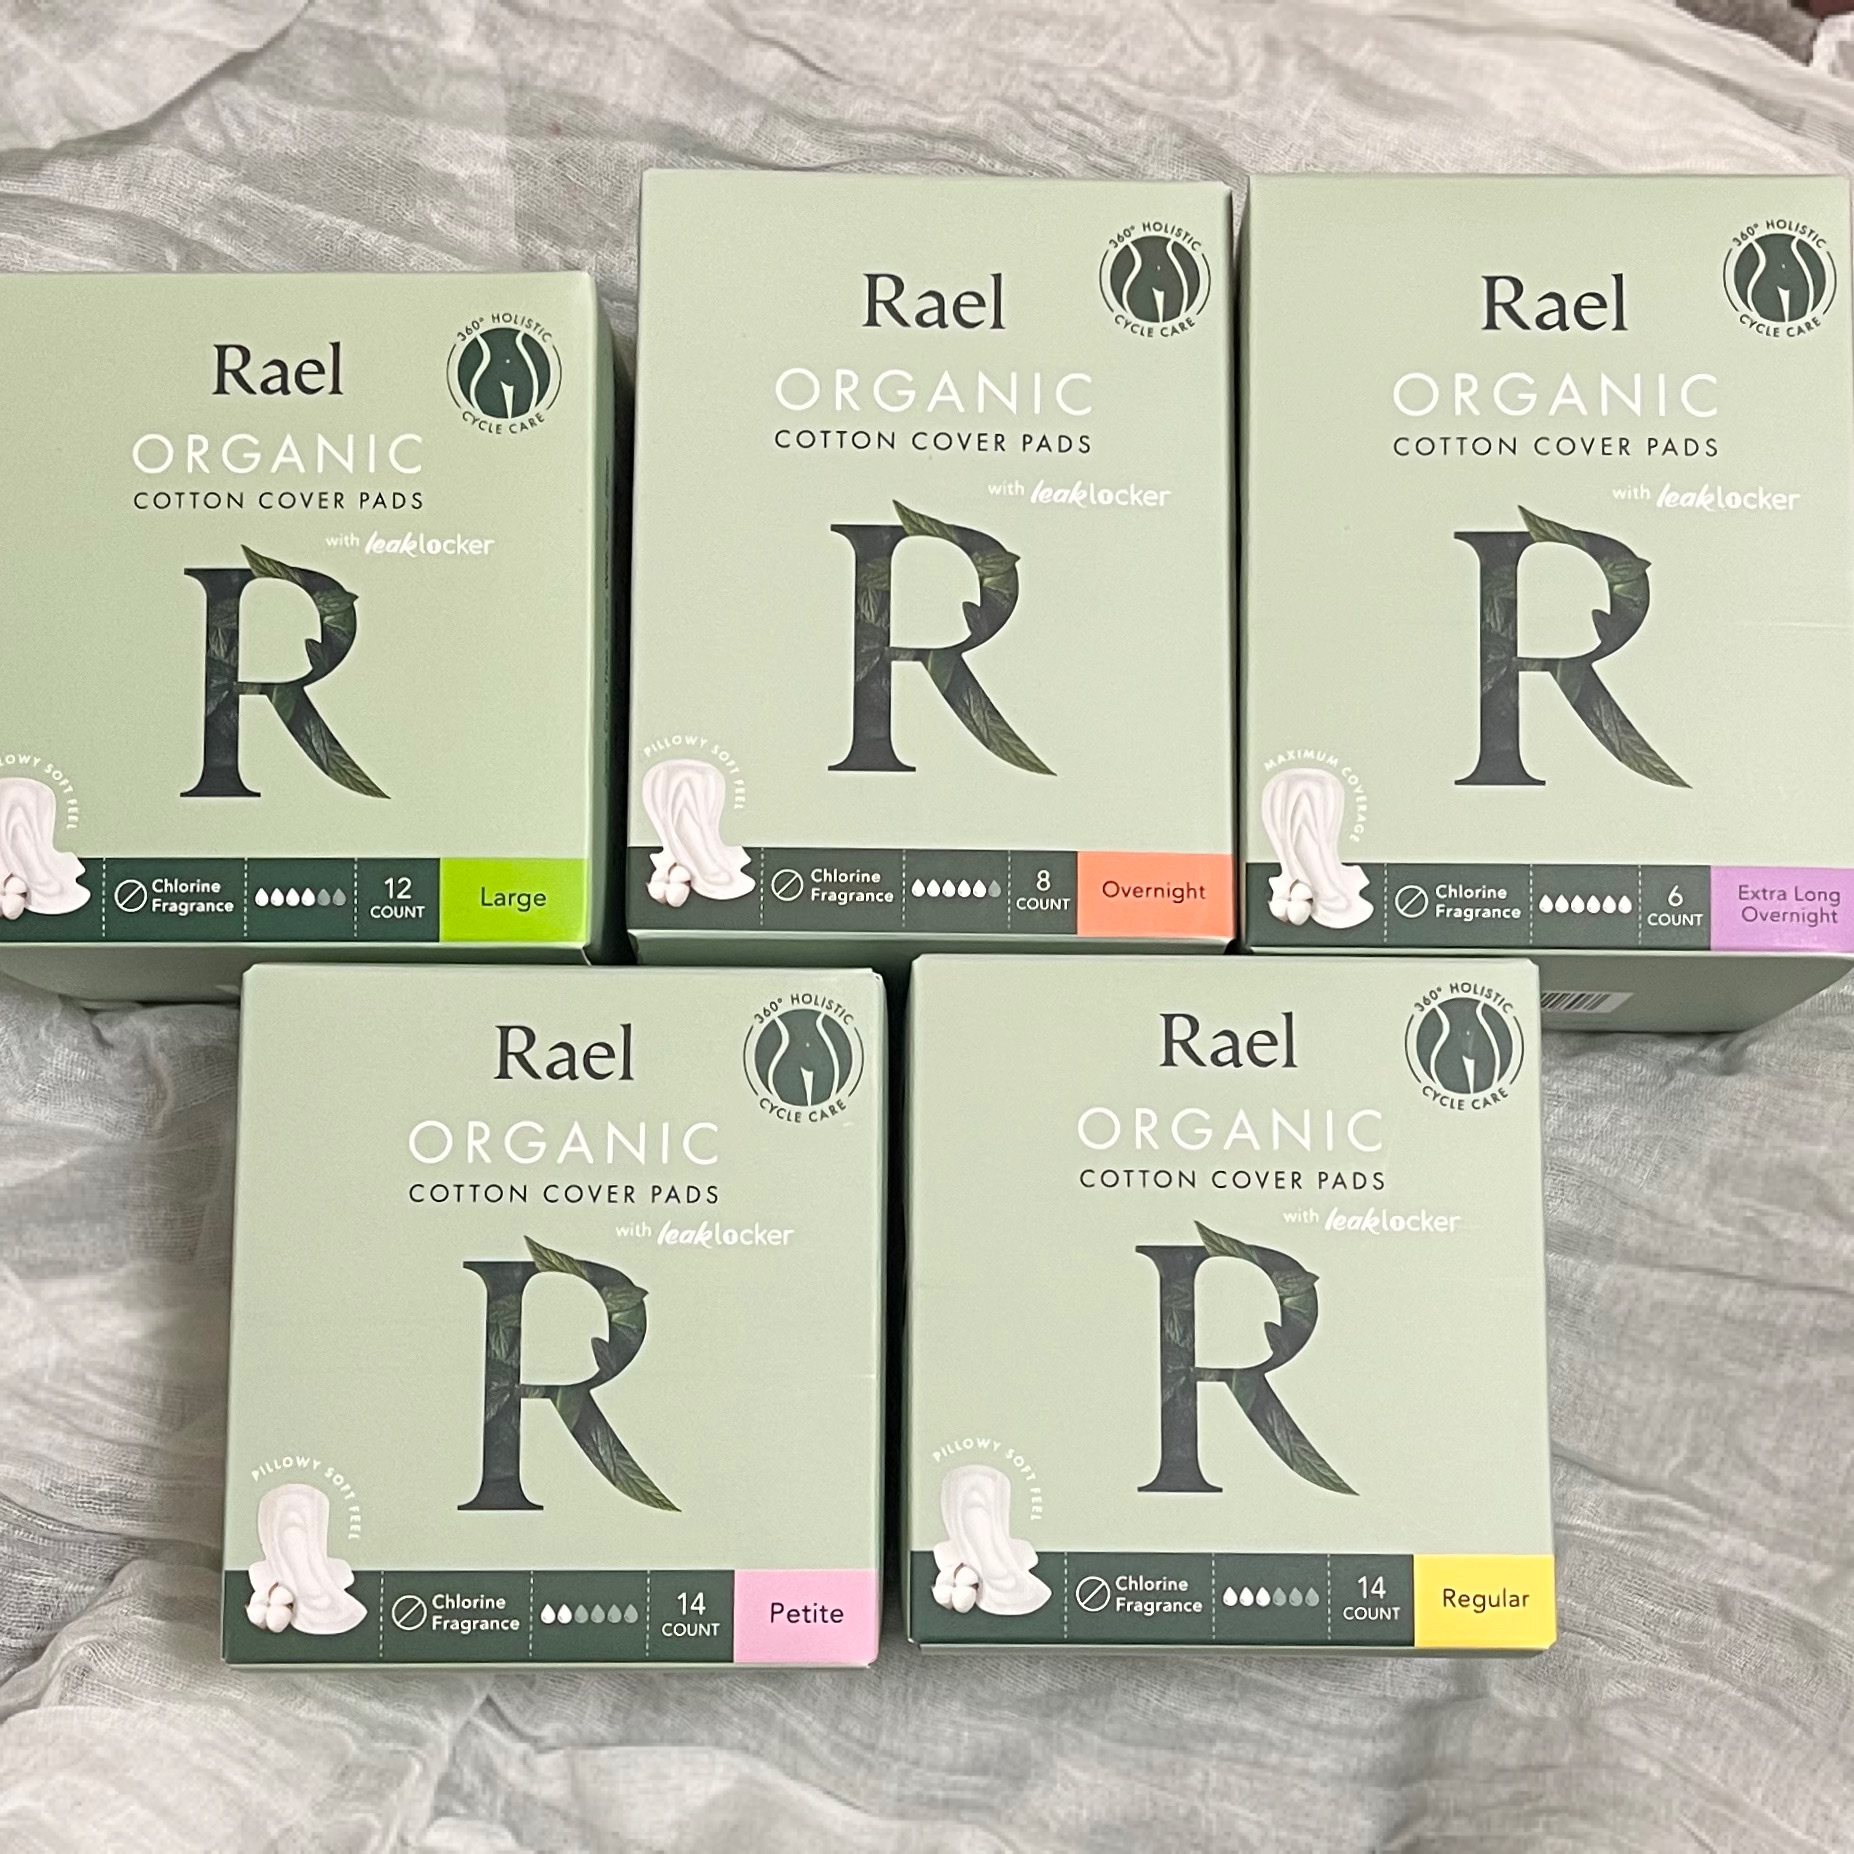 Rael
360° HOLISTIC
CYCLE CARE
ORGANIC
COTTON COVER PADS
with leaklocker
SOFT FEEL
Chlorine
Fragrance
12
COUNT
Large
Rael
360° HOLISTIC
CYCLE CARE
ORGANIC
COTTON COVER PADS
with leaklocker
PILLOWY SOFT FEEL
Chlorine
Fragrance
8
COUNT
Overnight
Rael
360° HOLISTIC
CYCLE CARE
ORGANIC
COTTON COVER PADS
with leaklocker
MAXIMUM COVERAGE
Chlorine
Fragrance
6
COUNT
Extra Long
Overnight
Rael
360° HOLISTIC
CYCLE CARE
ORGANIC
COTTON COVER PADS
with leaklocker
PILLOWY SOFT FEEL
Chlorine
Fragrance
14
COUNT
Petite
Rael
360° HOLISTIC
CYCLE CARE
ORGANIC
COTTON COVER PADS
with leaklocker
R
PILLOWY SOFT FEEL
Chlorine
Fragrance
14
COUNT
Regular